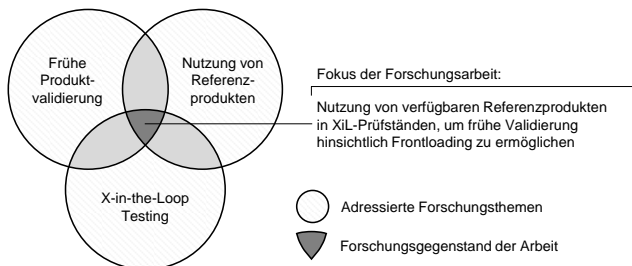 Frühe
Produkt-
validierung
Nutzung von
Referenz-
produkten
X-in-the-Loop
Testing
Fokus der Forschungsarbeit:
Nutzung von verfügbaren Referenzprodukten
in XiL-Prüfständen, um frühe Validierung
hinsichtlich Frontloading zu ermöglichen
Adressierte Forschungsthemen
Forschungsgegenstand der Arbeit